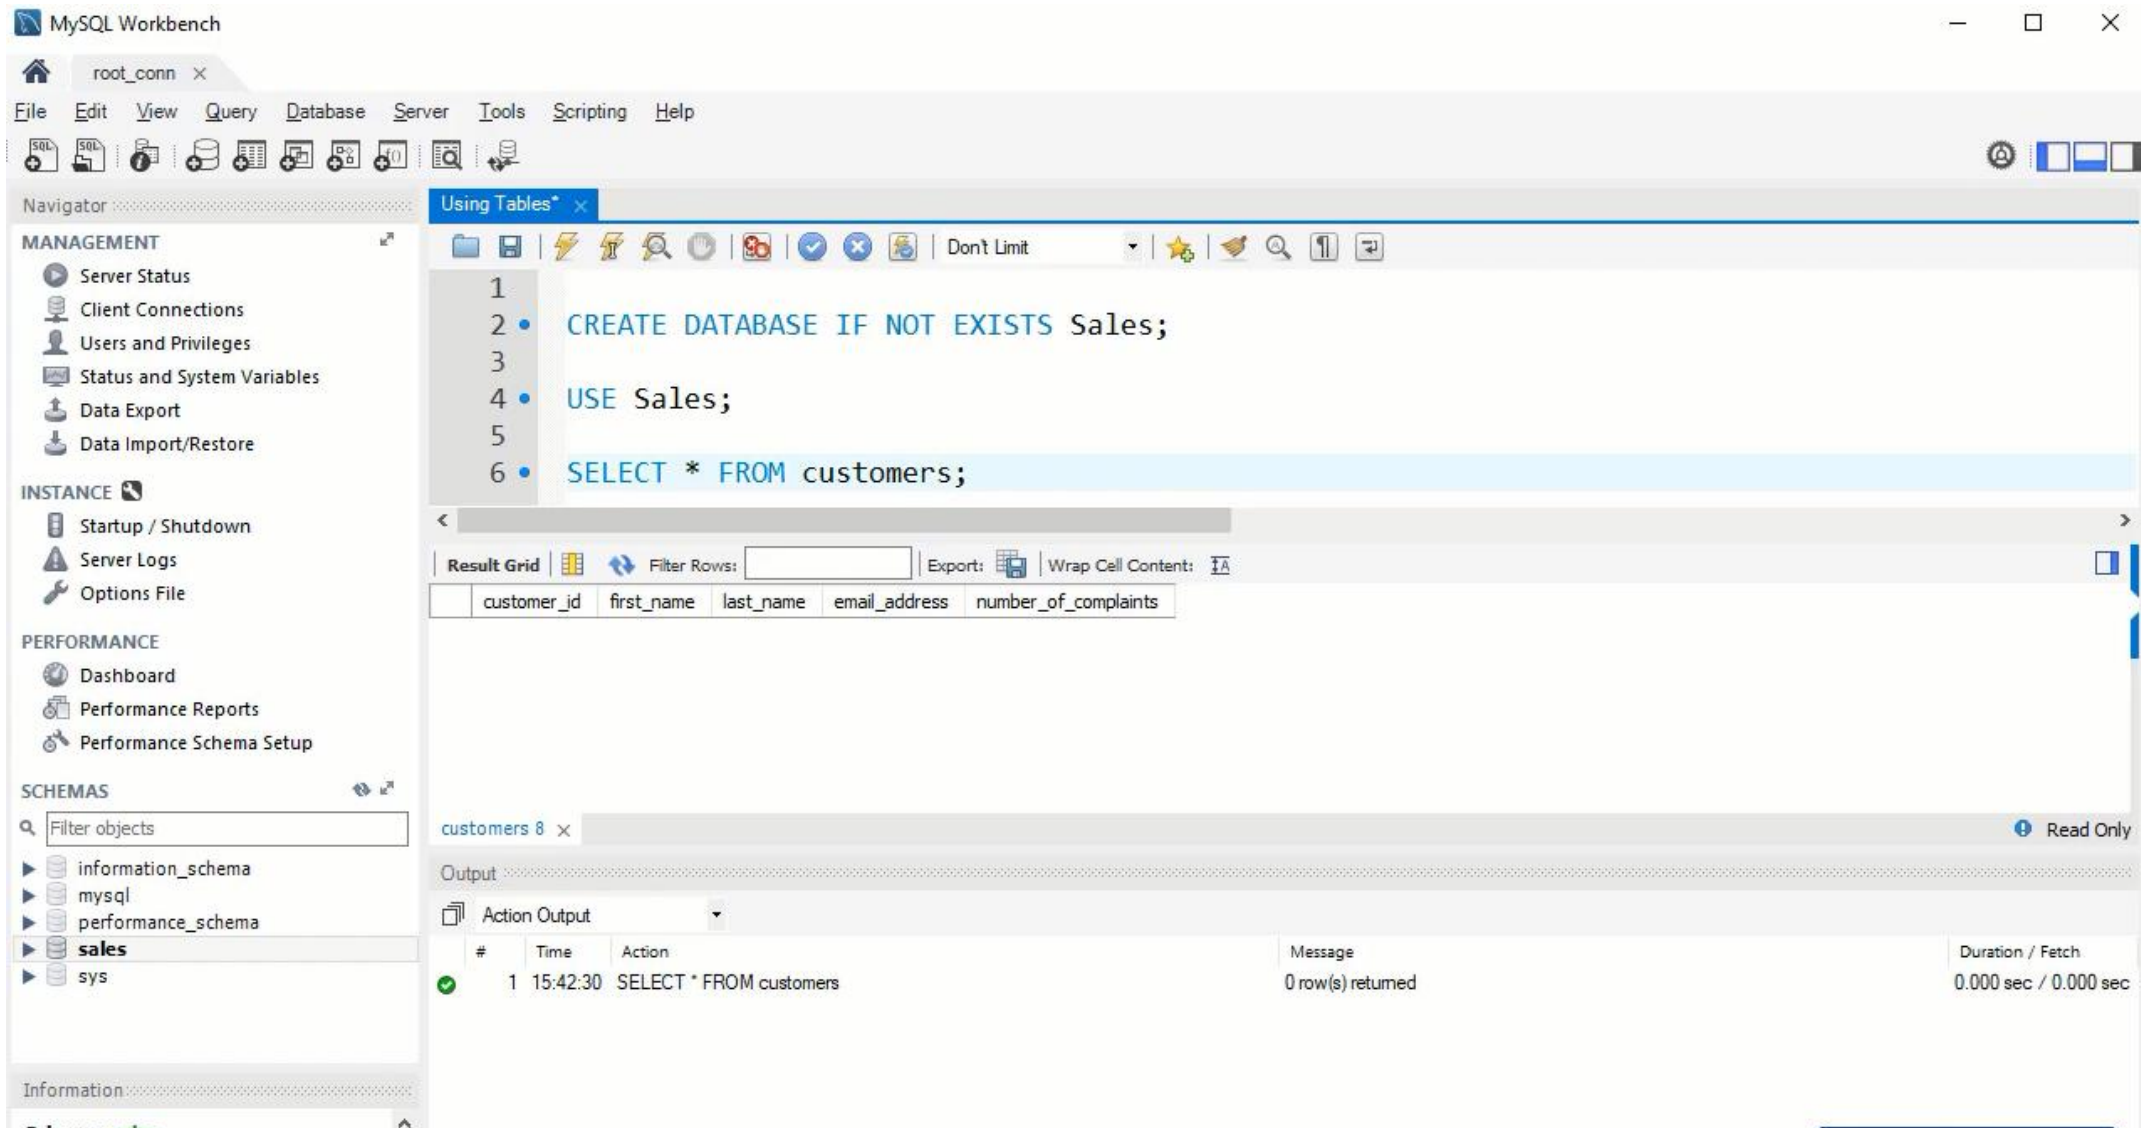 MySQL Workbench
root_conn
File Edit View Query Database Server Tools Scripting Help
Navigator
MANAGEMENT
Server Status
Client Connections
Users and Privileges
Status and System Variables
Data Export
Data Import/Restore
INSTANCE
Startup / Shutdown
Server Logs
Options File
PERFORMANCE
Dashboard
Performance Reports
Performance Schema Setup
SCHEMAS
Filter objects
information_schema
mysql
performance_schema
sales
sys
Information
Using Tables*
Don't Limit
1
2 CREATE DATABASE IF NOT EXISTS Sales;
3
4 USE Sales;
5
6 SELECT * FROM customers;
Result Grid Filter Rows: Export: Wrap Cell Content:
customer_id first_name last_name email_address number_of_complaints
customers 8 Read Only
Output
Action Output
# Time Action Message Duration / Fetch
1 15:42:30 SELECT * FROM customers 0 row(s) returned 0.000 sec / 0.000 sec